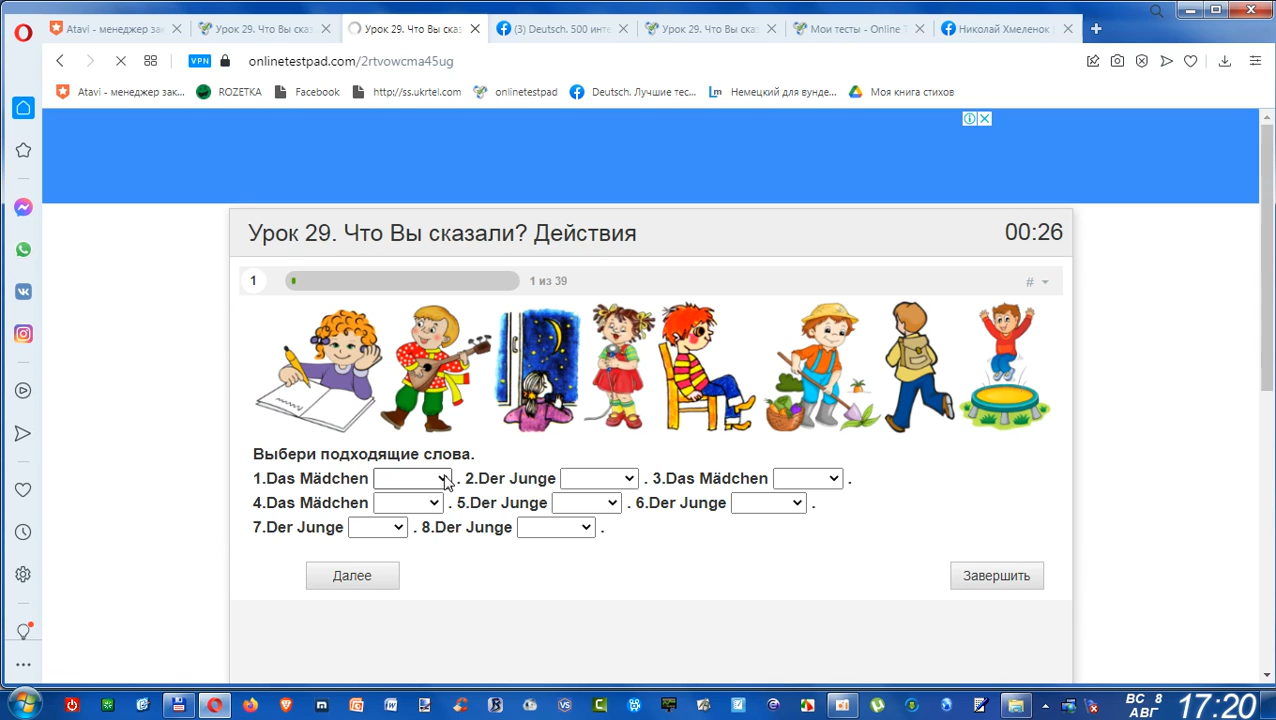 Atavi - менеджер за
Урок 29. Что Вы сказ
Урок 29. Что Вы сказ
(3) Deutsch. 500 инте
Урок 29. Что Вы сказ
Мои тесты - Online T
Николай Хмеленок
VPN
onlinetestpad.com/2rtvowcma45ug
Atavi - менеджер зак...
ROZETKA
Facebook
http://ss.ukrtel.com
onlinetestpad
Deutsch. Лучшие тес...
Немецкий для вунде...
Моя книга стихов
Урок 29. Что Вы сказали? Действия
00:26
1
1 из 39
#
Выбери подходящие слова.
1.Das Mädchen . 2.Der Junge . 3.Das Mädchen .
4.Das Mädchen . 5.Der Junge . 6.Der Junge .
7.Der Junge . 8.Der Junge .
Далее
Завершить
ВС 8
АВГ
17:20